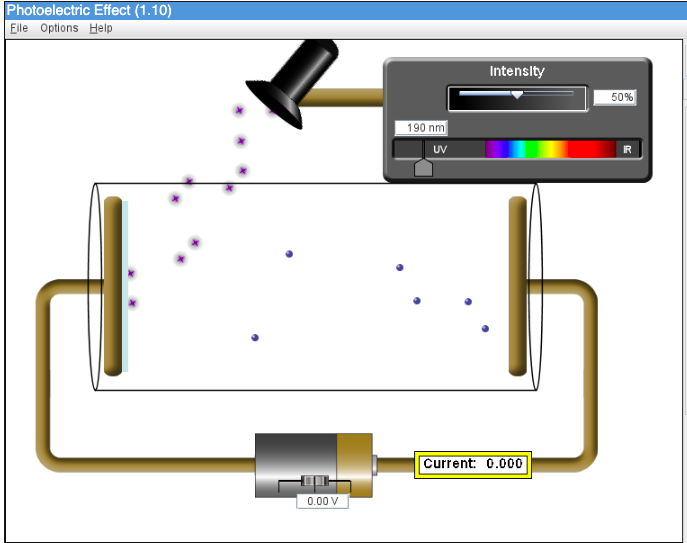 Photoelectric Effect (1.10)
File Options Help
Intensity
50%
190 nm
UV
IR
Current: 0.000
0.00 V